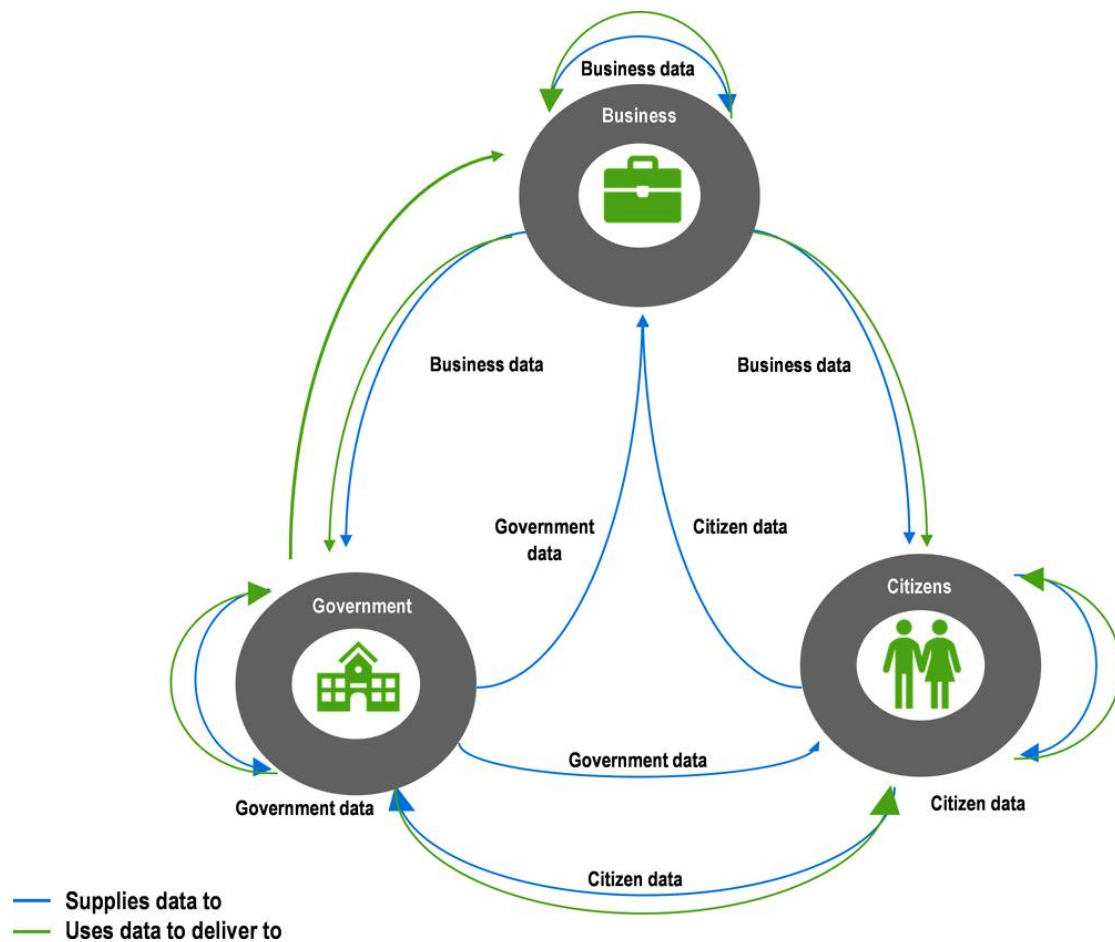 Business data
Business
Business data
Business data
Government
data
Citizen data
Government
Citizens
Government data
Government data
Citizen data
Citizen data
Supplies data to
Uses data to deliver to